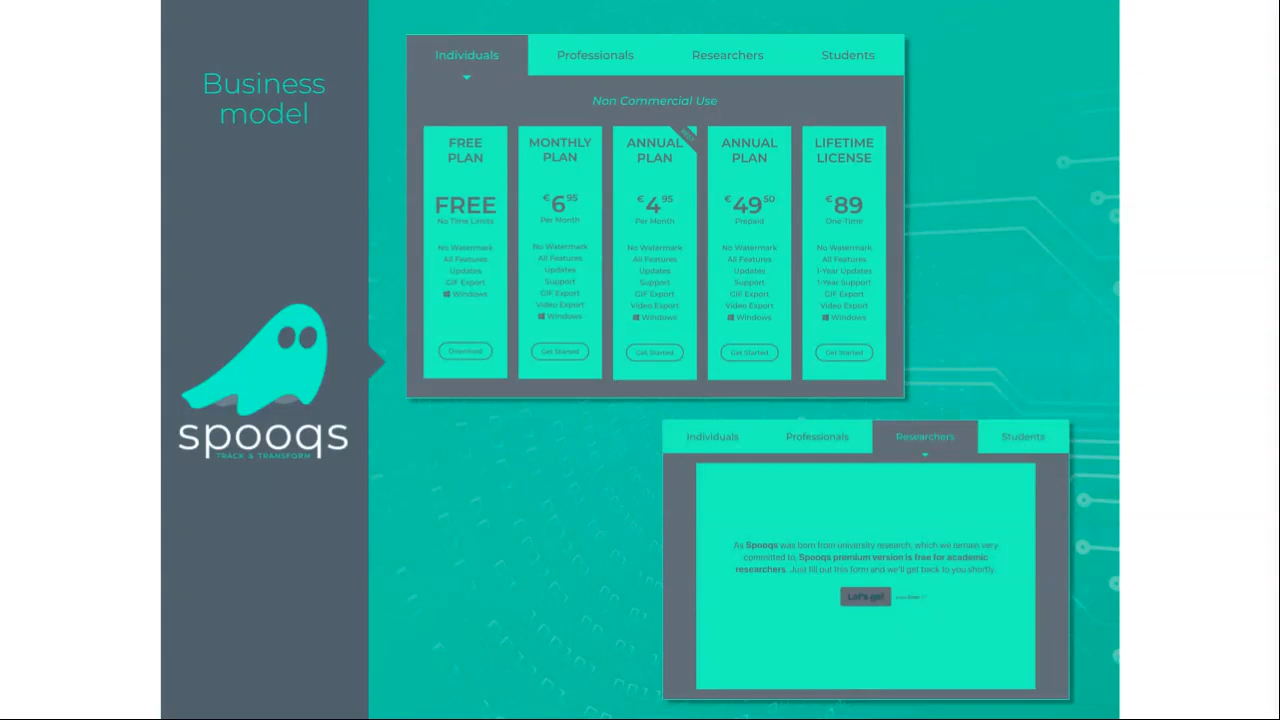 Business
model
spooqs
TRACK & TRANSFORM
Individuals Professionals Researchers Students
Non Commercial Use
FREE
PLAN
FREE
No Time Limits
No Watermark
All Features
Updates
GIF Export
Windows
Download
MONTHLY
PLAN
€6 95
Per Month
No Watermark
All Features
Updates
Support
GIF Export
Video Export
Windows
Get Started
ANNUAL
PLAN
€4 95
Per Month
No Watermark
All Features
Updates
Support
GIF Export
Video Export
Windows
Get Started
ANNUAL
PLAN
€49 50
Prepaid
No Watermark
All Features
Updates
Support
GIF Export
Video Export
Windows
Get Started
LIFETIME
LICENSE
€89
One-Time
No Watermark
All Features
1-Year Updates
1-Year Support
GIF Export
Video Export
Windows
Get Started
Individuals Professionals Researchers Students
As Spooqs was born from university research, which we remain very
committed to, Spooqs premium version is free for academic
researchers. Just fill out this form and we'll get back to you shortly.
Let's go!